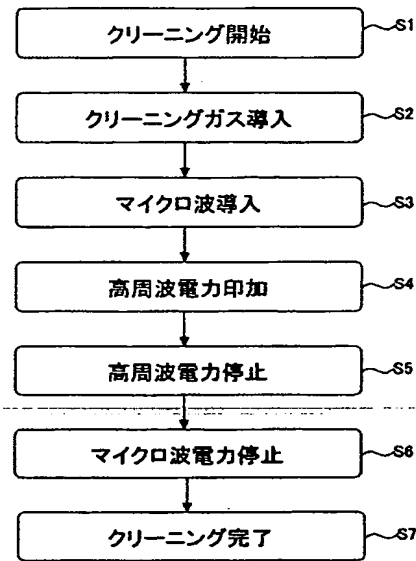 クリーニング開始 S1
クリーニングガス導入 S2
マイクロ波導入 S3
高周波電力印加 S4
高周波電力停止 S5
マイクロ波電力停止 S6
クリーニング完了 S7